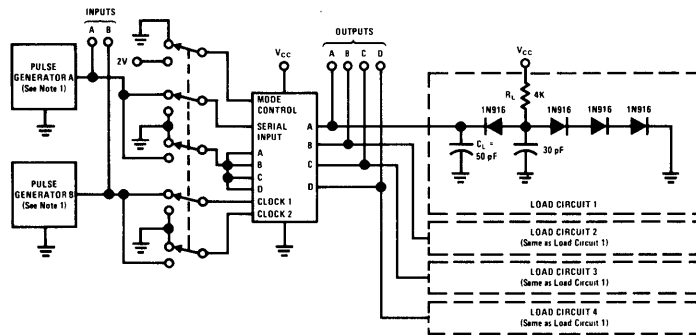 INPUTS
A B
OUTPUTS
A B C D
PULSE
GENERATOR A
(See Note 1)
2V
PULSE
GENERATOR B
(See Note 1)
VCC
MODE
CONTROL
SERIAL
INPUT
A
B
C
D
CLOCK 1
CLOCK 2
A
B
C
D
VCC
RL 4K
1N916 1N916 1N916 1N916
CL =
50 pF
30 pF
LOAD CIRCUIT 1
LOAD CIRCUIT 2
(Same as Load Circuit 1)
LOAD CIRCUIT 3
(Same as Load Circuit 1)
LOAD CIRCUIT 4
(Same as Load Circuit 1)